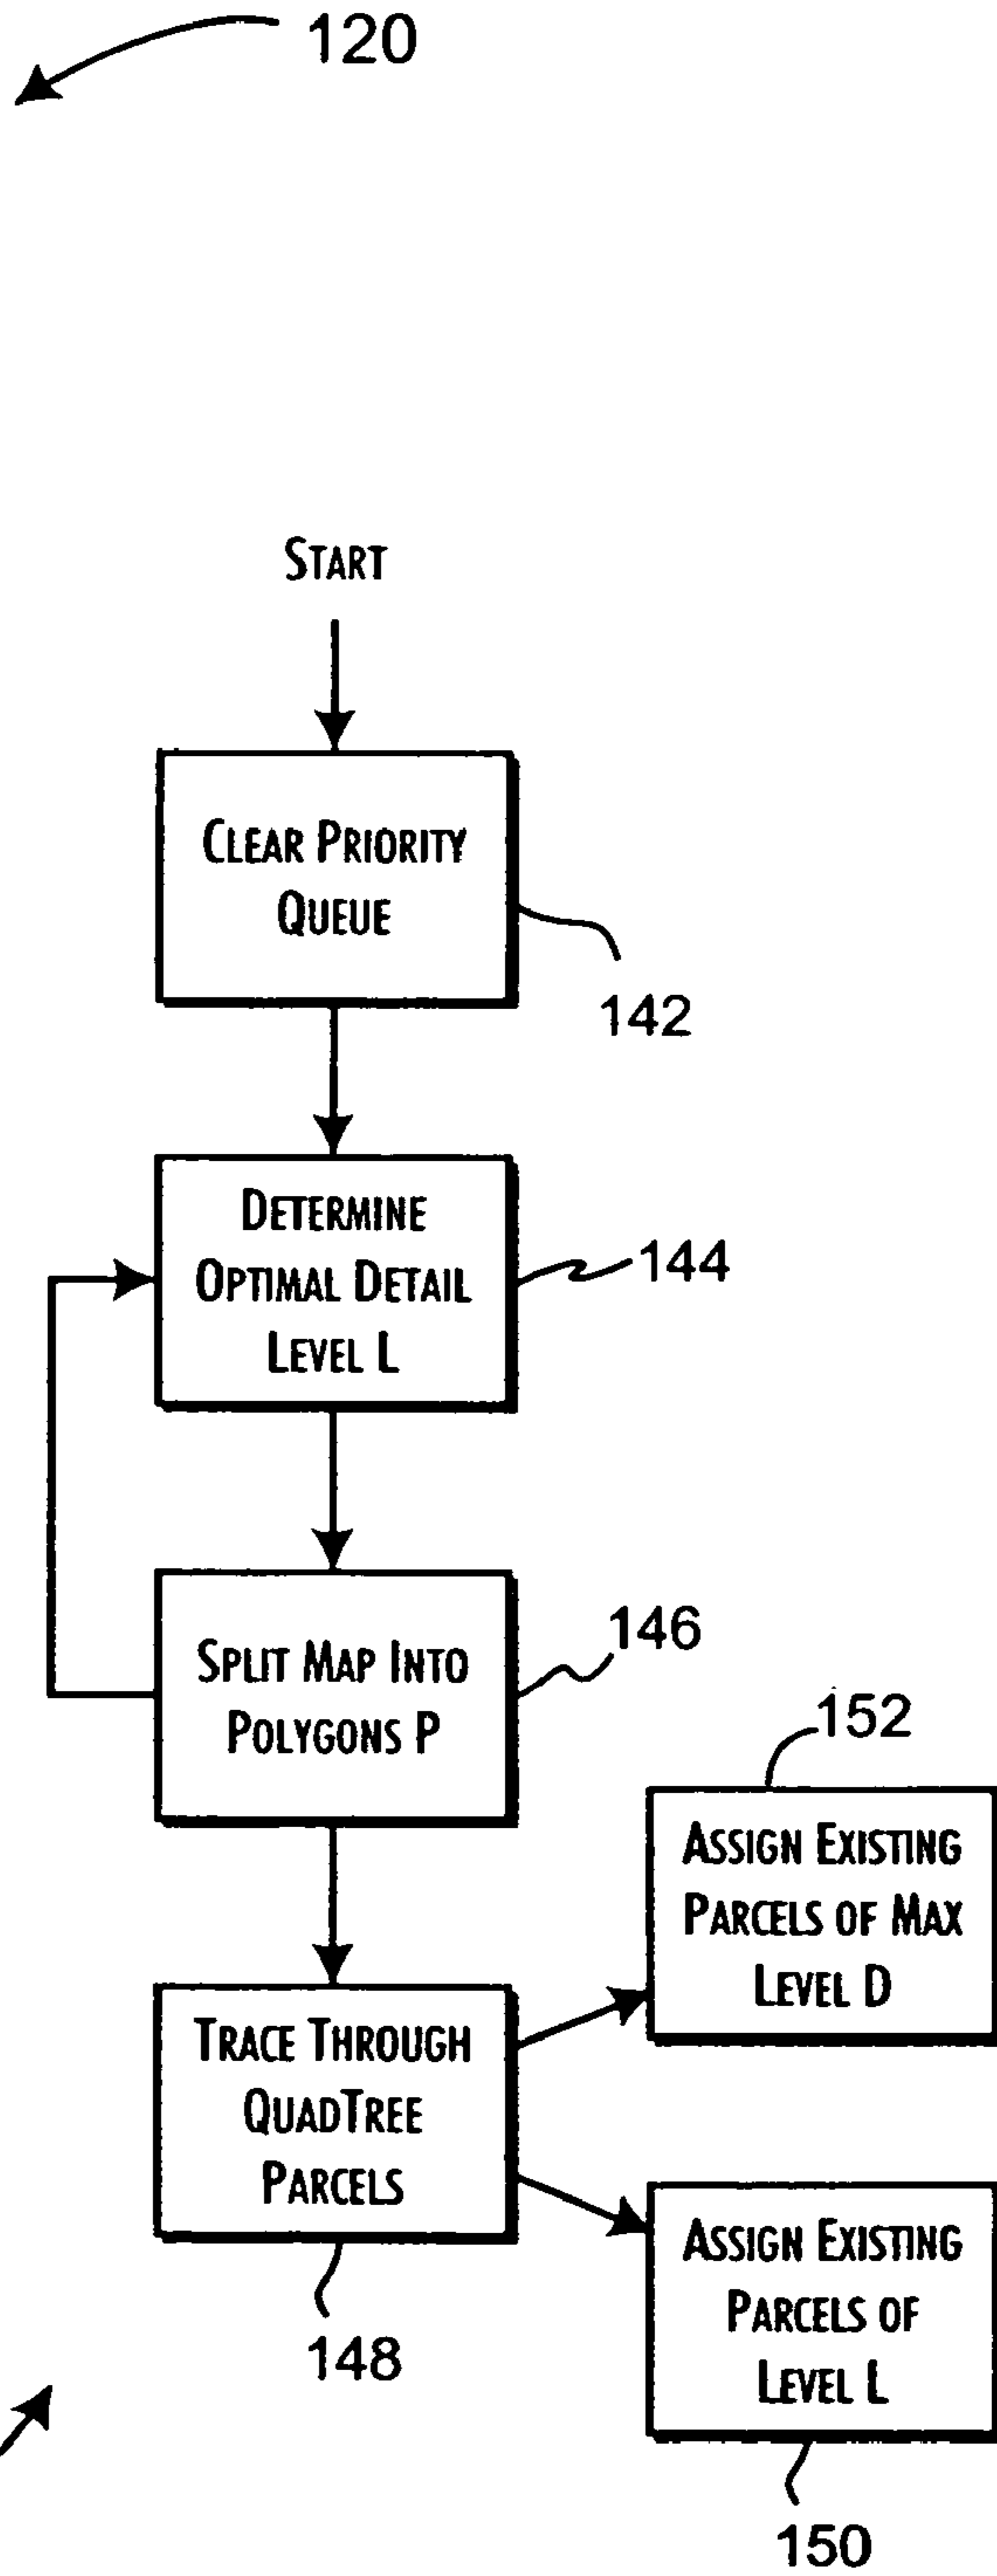 120
START
CLEAR PRIORITY
QUEUE
142
DETERMINE
OPTIMAL DETAIL
LEVEL L
144
SPLIT MAP INTO
POLYGONS P
146
152
ASSIGN EXISTING
PARCELS OF MAX
LEVEL D
TRACE THROUGH
QUADTREE
PARCELS
148
ASSIGN EXISTING
PARCELS OF
LEVEL L
150